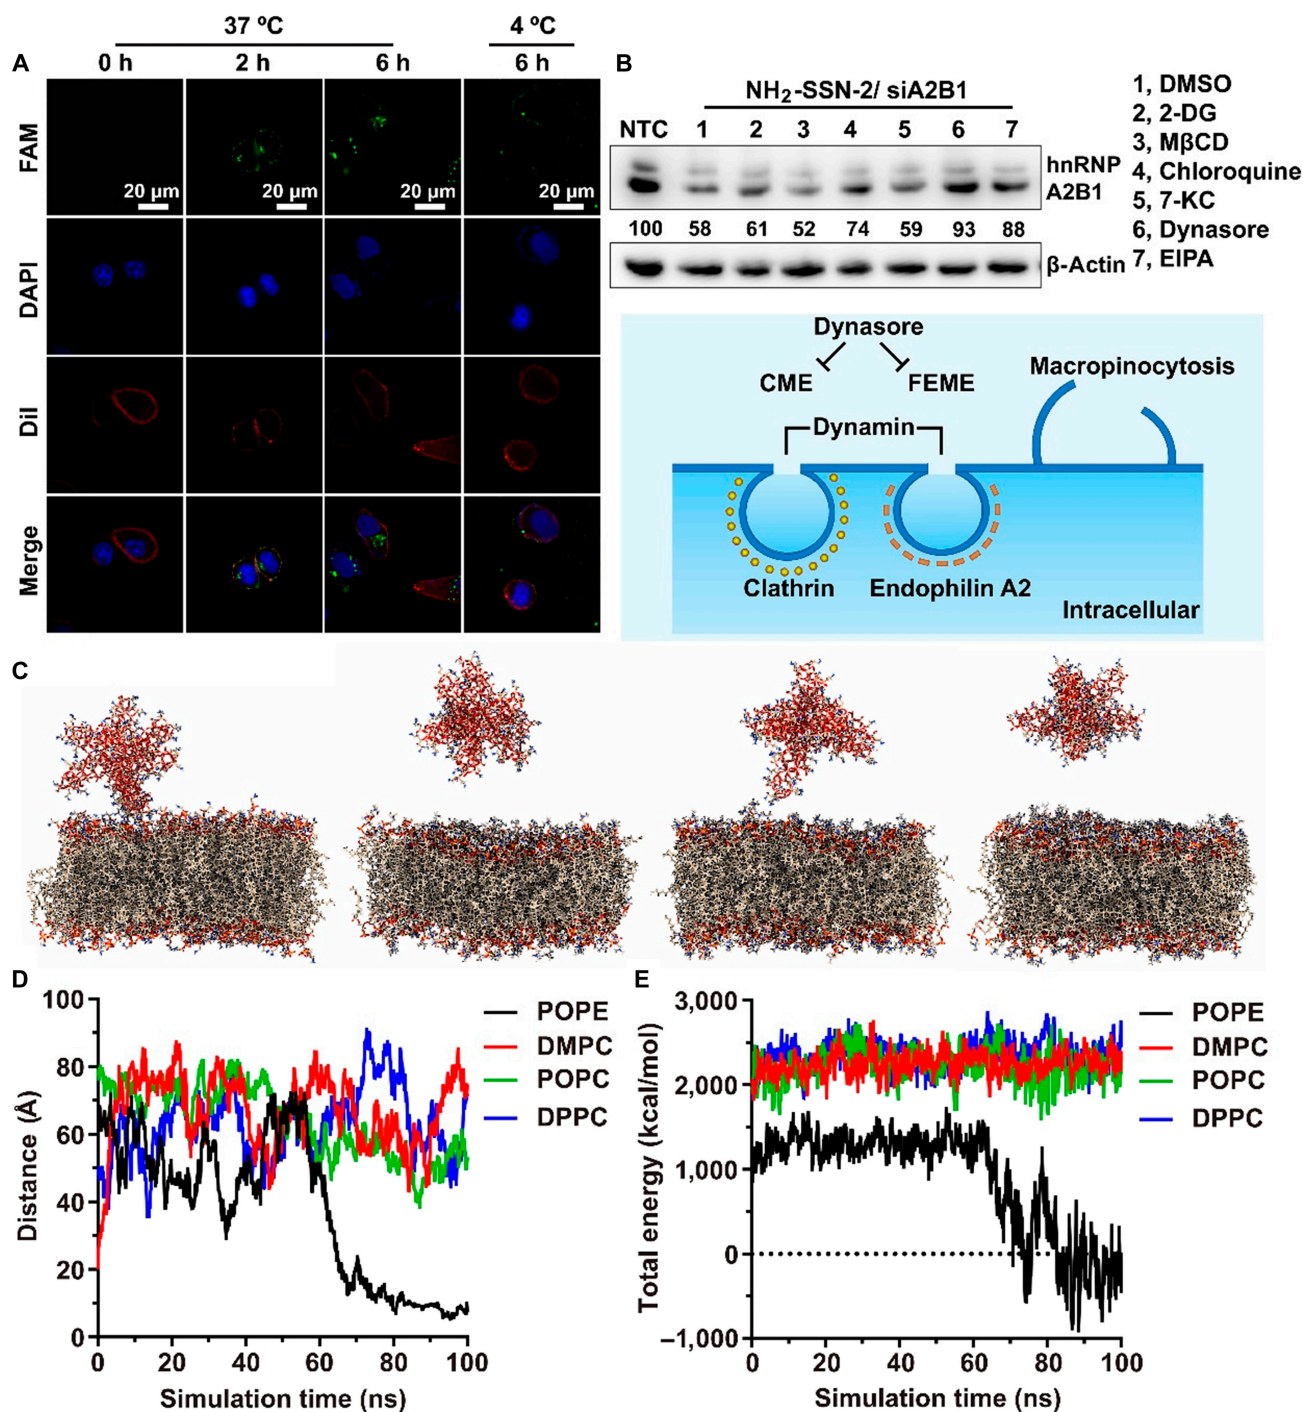 37 ºC
4 ºC
A
0 h
2 h
6 h
6 h
FAM
20 µm
20 µm
20 µm
20 µm
DAPI
DiI
Merge
B
NH2-SSN-2/ siA2B1
NTC 1 2 3 4 5 6 7
hnRNP
A2B1
100 58 61 52 74 59 93 88
β-Actin
1, DMSO
2, 2-DG
3, MβCD
4, Chloroquine
5, 7-KC
6, Dynasore
7, EIPA
Dynasore
CME
FEME
Macropinocytosis
Dynamin
Clathrin
Endophilin A2
Intracellular
C
D
100
80
60
40
20
0
Distance (Å)
0 20 40 60 80 100
Simulation time (ns)
POPE
DMPC
POPC
DPPC
E
3,000
2,000
1,000
0
–1,000
Total energy (kcal/mol)
0 20 40 60 80 100
Simulation time (ns)
POPE
DMPC
POPC
DPPC